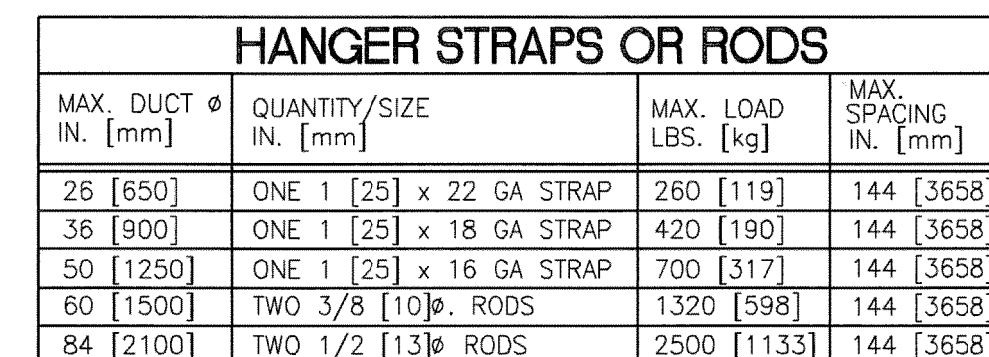 HANGER STRAPS OR RODS
MAX. DUCT ø IN. [mm] QUANTITY/SIZE IN. [mm] MAX. LOAD LBS. [kg] MAX. SPACING IN. [mm]
26 [650] ONE 1 [25] x 22 GA STRAP 260 [119] 144 [3658]
36 [900] ONE 1 [25] x 18 GA STRAP 420 [190] 144 [3658]
50 [1250] ONE 1 [25] x 16 GA STRAP 700 [317] 144 [3658]
60 [1500] TWO 3/8 [10]ø. RODS 1320 [598] 144 [3658]
84 [2100] TWO 1/2 [13]ø RODS 2500 [1133] 144 [3658]